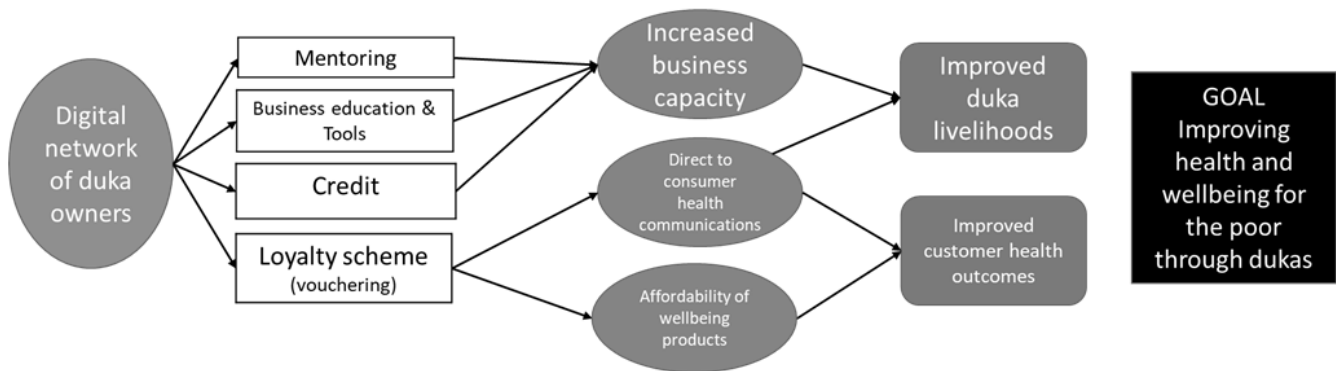 Digital
network
of duka
owners
Mentoring
Business education &
Tools
Credit
Loyalty scheme
(vouchering)
Increased
business
capacity
Direct to
consumer
health
communications
Affordability of
wellbeing
products
Improved
duka
livelihoods
Improved
customer health
outcomes
GOAL
Improving
health and
wellbeing for
the poor
through dukas